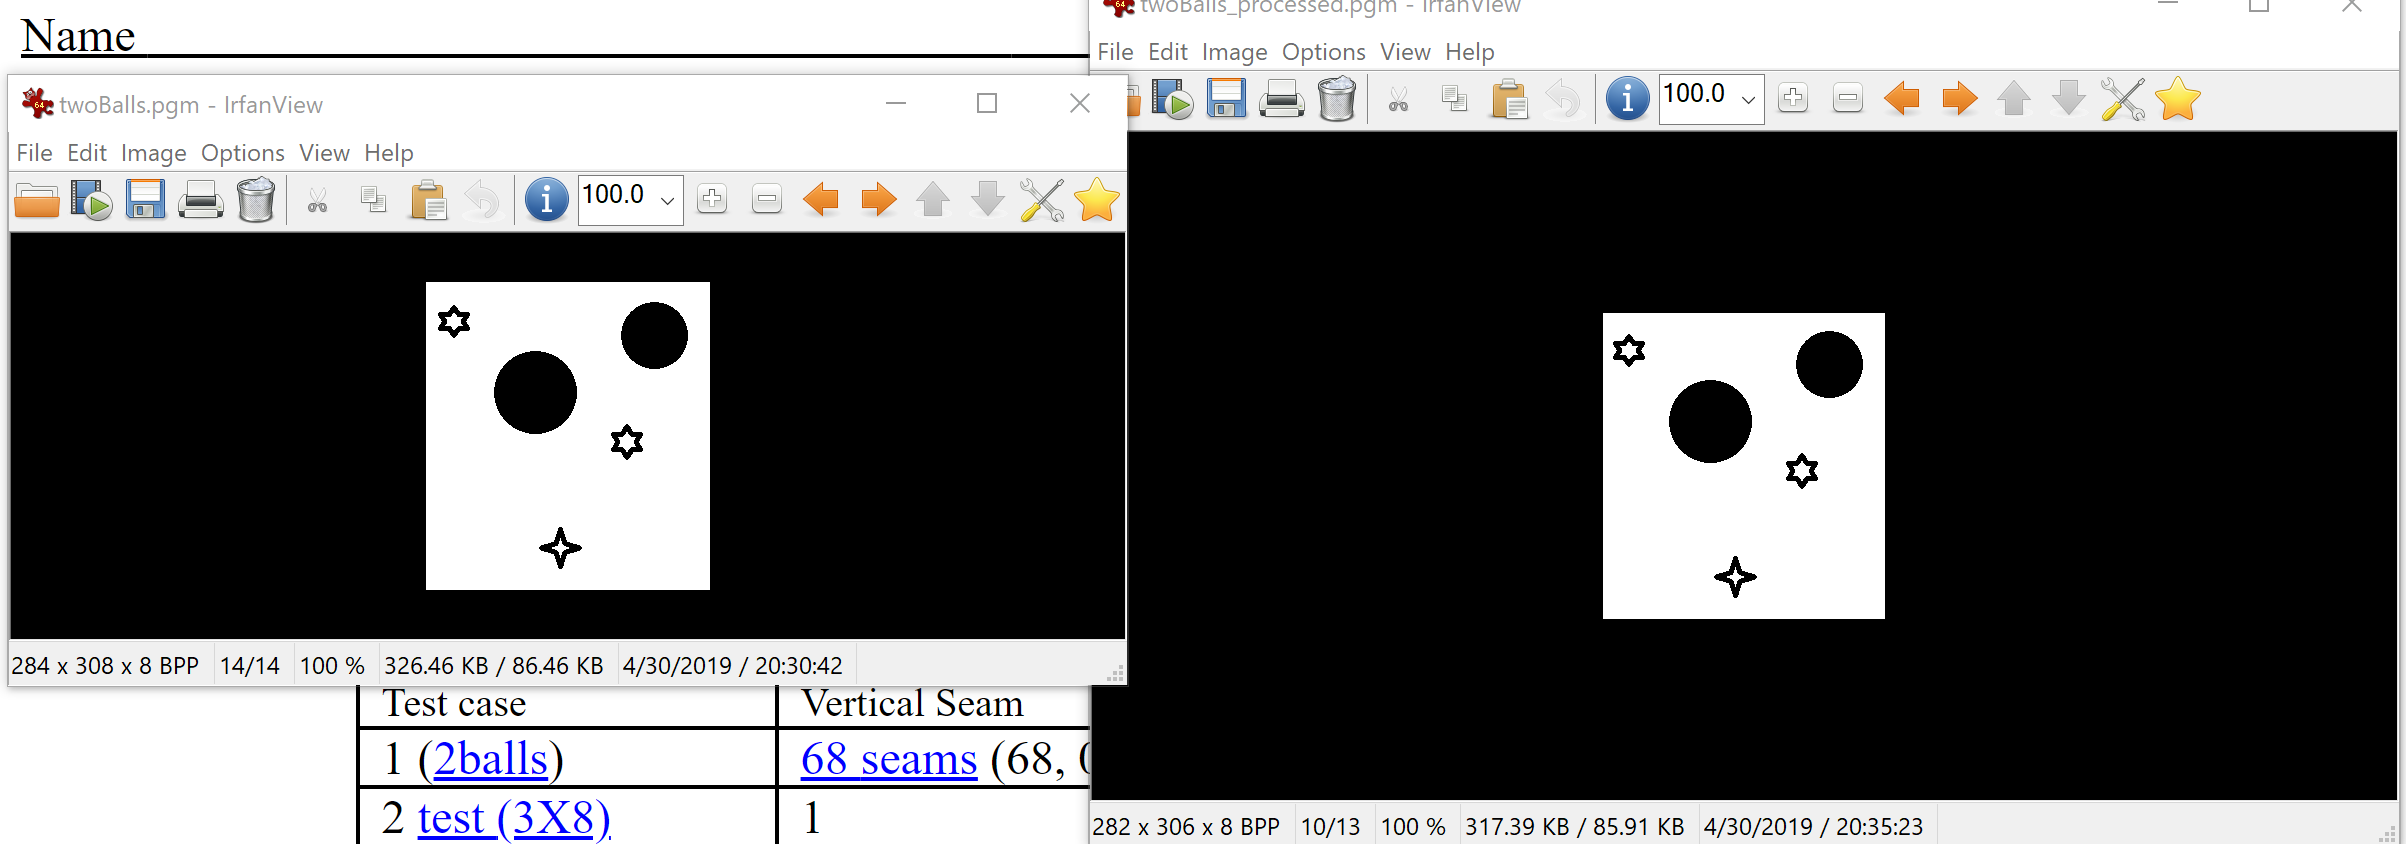 Name
twoBalls.pgm - IrfanView
File Edit Image Options View Help
100.0
284 x 308 x 8 BPP 14/14 100 % 326.46 KB / 86.46 KB 4/30/2019 / 20:30:42
twoBalls_processed.pgm - IrfanView
File Edit Image Options View Help
100.0
282 x 306 x 8 BPP 10/13 100 % 317.39 KB / 85.91 KB 4/30/2019 / 20:35:23
Test case Vertical Seam
1 (2balls) 68 seams (68,
2 test (3X8) 1